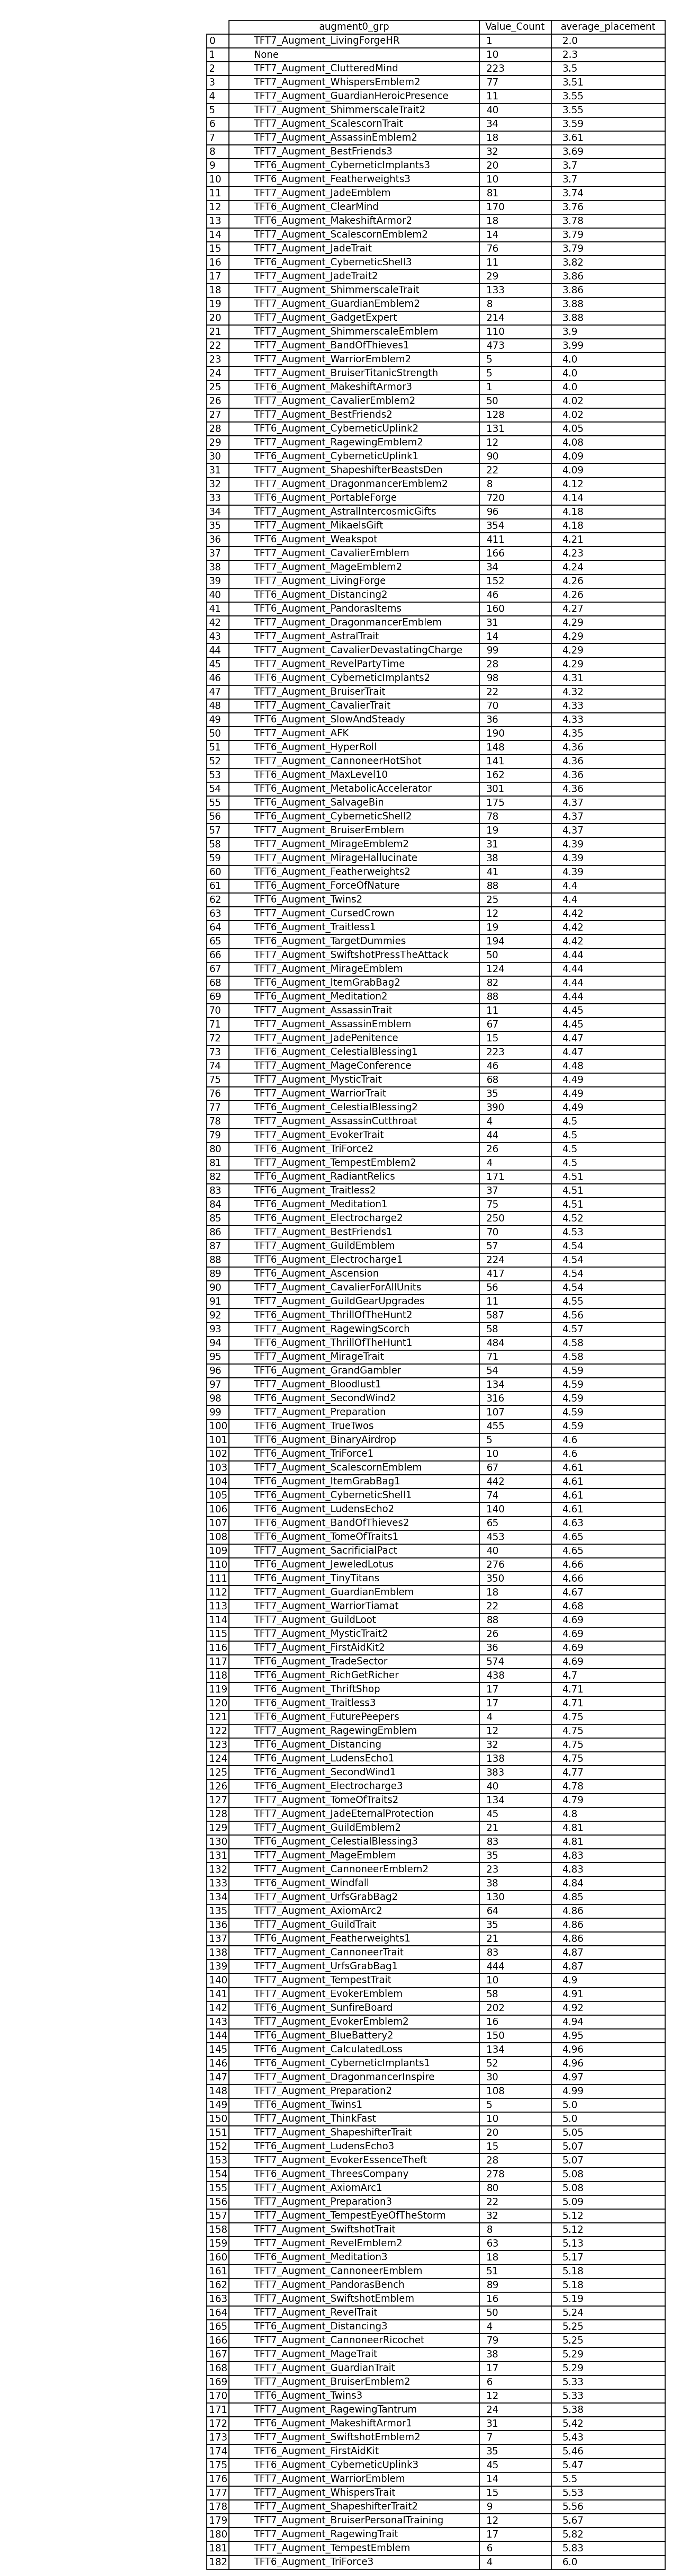 augment0_grp Value_Count average_placement
0 TFT7_Augment_LivingForgeHR 1 2.0
1 None 10 2.3
2 TFT7_Augment_ClutteredMind 223 3.5
3 TFT7_Augment_WhispersEmblem2 77 3.51
4 TFT7_Augment_GuardianHeroicPresence 11 3.55
5 TFT7_Augment_ShimmerscaleTrait2 40 3.55
6 TFT7_Augment_ScalescornTrait 34 3.59
7 TFT7_Augment_AssassinEmblem2 18 3.61
8 TFT7_Augment_BestFriends3 32 3.69
9 TFT6_Augment_CyberneticImplants3 20 3.7
10 TFT6_Augment_Featherweights3 10 3.7
11 TFT7_Augment_JadeEmblem 81 3.74
12 TFT6_Augment_ClearMind 170 3.76
13 TFT6_Augment_MakeshiftArmor2 18 3.78
14 TFT7_Augment_ScalescornEmblem2 14 3.79
15 TFT7_Augment_JadeTrait 76 3.79
16 TFT6_Augment_CyberneticShell3 11 3.82
17 TFT7_Augment_JadeTrait2 29 3.86
18 TFT7_Augment_ShimmerscaleTrait 133 3.86
19 TFT7_Augment_GuardianEmblem2 8 3.88
20 TFT7_Augment_GadgetExpert 214 3.88
21 TFT7_Augment_ShimmerscaleEmblem 110 3.9
22 TFT7_Augment_BandOfThieves1 473 3.99
23 TFT7_Augment_WarriorEmblem2 5 4.0
24 TFT7_Augment_BruiserTitanicStrength 5 4.0
25 TFT6_Augment_MakeshiftArmor3 1 4.0
26 TFT7_Augment_CavalierEmblem2 50 4.02
27 TFT7_Augment_BestFriends2 128 4.02
28 TFT6_Augment_CyberneticUplink2 131 4.05
29 TFT7_Augment_RagewingEmblem2 12 4.08
30 TFT6_Augment_CyberneticUplink1 90 4.09
31 TFT7_Augment_ShapeshifterBeastsDen 22 4.09
32 TFT7_Augment_DragonmancerEmblem2 8 4.12
33 TFT6_Augment_PortableForge 720 4.14
34 TFT7_Augment_AstralIntercosmicGifts 96 4.18
35 TFT7_Augment_MikaelsGift 354 4.18
36 TFT6_Augment_Weakspot 411 4.21
37 TFT7_Augment_CavalierEmblem 166 4.23
38 TFT7_Augment_MageEmblem2 34 4.24
39 TFT7_Augment_LivingForge 152 4.26
40 TFT6_Augment_Distancing2 46 4.26
41 TFT6_Augment_PandorasItems 160 4.27
42 TFT7_Augment_DragonmancerEmblem 31 4.29
43 TFT7_Augment_AstralTrait 14 4.29
44 TFT7_Augment_CavalierDevastatingCharge 99 4.29
45 TFT7_Augment_RevelPartyTime 28 4.29
46 TFT6_Augment_CyberneticImplants2 98 4.31
47 TFT7_Augment_BruiserTrait 22 4.32
48 TFT7_Augment_CavalierTrait 70 4.33
49 TFT6_Augment_SlowAndSteady 36 4.33
50 TFT7_Augment_AFK 190 4.35
51 TFT6_Augment_HyperRoll 148 4.36
52 TFT7_Augment_CannoneerHotShot 141 4.36
53 TFT6_Augment_MaxLevel10 162 4.36
54 TFT6_Augment_MetabolicAccelerator 301 4.36
55 TFT6_Augment_SalvageBin 175 4.37
56 TFT6_Augment_CyberneticShell2 78 4.37
57 TFT7_Augment_BruiserEmblem 19 4.37
58 TFT7_Augment_MirageEmblem2 31 4.39
59 TFT7_Augment_MirageHallucinate 38 4.39
60 TFT6_Augment_Featherweights2 41 4.39
61 TFT6_Augment_ForceOfNature 88 4.4
62 TFT6_Augment_Twins2 25 4.4
63 TFT7_Augment_CursedCrown 12 4.42
64 TFT6_Augment_Traitless1 19 4.42
65 TFT6_Augment_TargetDummies 194 4.42
66 TFT7_Augment_SwiftshotPressTheAttack 50 4.44
67 TFT7_Augment_MirageEmblem 124 4.44
68 TFT6_Augment_ItemGrabBag2 82 4.44
69 TFT6_Augment_Meditation2 88 4.44
70 TFT7_Augment_AssassinTrait 11 4.45
71 TFT7_Augment_AssassinEmblem 67 4.45
72 TFT7_Augment_JadePenitence 15 4.47
73 TFT6_Augment_CelestialBlessing1 223 4.47
74 TFT7_Augment_MageConference 46 4.48
75 TFT7_Augment_MysticTrait 68 4.49
76 TFT7_Augment_WarriorTrait 35 4.49
77 TFT6_Augment_CelestialBlessing2 390 4.49
78 TFT7_Augment_AssassinCutthroat 4 4.5
79 TFT7_Augment_EvokerTrait 44 4.5
80 TFT6_Augment_TriForce2 26 4.5
81 TFT7_Augment_TempestEmblem2 4 4.5
82 TFT6_Augment_RadiantRelics 171 4.51
83 TFT6_Augment_Traitless2 37 4.51
84 TFT6_Augment_Meditation1 75 4.51
85 TFT6_Augment_Electrocharge2 250 4.52
86 TFT7_Augment_BestFriends1 70 4.53
87 TFT7_Augment_GuildEmblem 57 4.54
88 TFT6_Augment_Electrocharge1 224 4.54
89 TFT6_Augment_Ascension 417 4.54
90 TFT7_Augment_CavalierForAllUnits 56 4.54
91 TFT7_Augment_GuildGearUpgrades 11 4.55
92 TFT6_Augment_ThrillOfTheHunt2 587 4.56
93 TFT7_Augment_RagewingScorch 58 4.57
94 TFT6_Augment_ThrillOfTheHunt1 484 4.58
95 TFT7_Augment_MirageTrait 71 4.58
96 TFT6_Augment_GrandGambler 54 4.59
97 TFT7_Augment_Bloodlust1 134 4.59
98 TFT6_Augment_SecondWind2 316 4.59
99 TFT7_Augment_Preparation 107 4.59
100 TFT6_Augment_TrueTwos 455 4.59
101 TFT6_Augment_BinaryAirdrop 5 4.6
102 TFT6_Augment_TriForce1 10 4.6
103 TFT7_Augment_ScalescornEmblem 67 4.61
104 TFT6_Augment_ItemGrabBag1 442 4.61
105 TFT6_Augment_CyberneticShell1 74 4.61
106 TFT6_Augment_LudensEcho2 140 4.61
107 TFT6_Augment_BandOfThieves2 65 4.63
108 TFT6_Augment_TomeOfTraits1 453 4.65
109 TFT7_Augment_SacrificialPact 40 4.65
110 TFT6_Augment_JeweledLotus 276 4.66
111 TFT6_Augment_TinyTitans 350 4.66
112 TFT7_Augment_GuardianEmblem 18 4.67
113 TFT7_Augment_WarriorTiamat 22 4.68
114 TFT7_Augment_GuildLoot 88 4.69
115 TFT7_Augment_MysticTrait2 26 4.69
116 TFT7_Augment_FirstAidKit2 36 4.69
117 TFT6_Augment_TradeSector 574 4.69
118 TFT6_Augment_RichGetRicher 438 4.7
119 TFT6_Augment_ThriftShop 17 4.71
120 TFT6_Augment_Traitless3 17 4.71
121 TFT6_Augment_FuturePeepers 4 4.75
122 TFT7_Augment_RagewingEmblem 12 4.75
123 TFT6_Augment_Distancing 32 4.75
124 TFT6_Augment_LudensEcho1 138 4.75
125 TFT6_Augment_SecondWind1 383 4.77
126 TFT6_Augment_Electrocharge3 40 4.78
127 TFT7_Augment_TomeOfTraits2 134 4.79
128 TFT7_Augment_JadeEternalProtection 45 4.8
129 TFT7_Augment_GuildEmblem2 21 4.81
130 TFT6_Augment_CelestialBlessing3 83 4.81
131 TFT7_Augment_MageEmblem 35 4.83
132 TFT7_Augment_CannoneerEmblem2 23 4.83
133 TFT6_Augment_Windfall 38 4.84
134 TFT7_Augment_UrfsGrabBag2 130 4.85
135 TFT7_Augment_AxiomArc2 64 4.86
136 TFT7_Augment_GuildTrait 35 4.86
137 TFT6_Augment_Featherweights1 21 4.86
138 TFT7_Augment_CannoneerTrait 83 4.87
139 TFT7_Augment_UrfsGrabBag1 444 4.87
140 TFT7_Augment_TempestTrait 10 4.9
141 TFT7_Augment_EvokerEmblem 58 4.91
142 TFT6_Augment_SunfireBoard 202 4.92
143 TFT7_Augment_EvokerEmblem2 16 4.94
144 TFT6_Augment_BlueBattery2 150 4.95
145 TFT6_Augment_CalculatedLoss 134 4.96
146 TFT6_Augment_CyberneticImplants1 52 4.96
147 TFT7_Augment_DragonmancerInspire 30 4.97
148 TFT7_Augment_Preparation2 108 4.99
149 TFT6_Augment_Twins1 5 5.0
150 TFT7_Augment_ThinkFast 10 5.0
151 TFT7_Augment_ShapeshifterTrait 20 5.05
152 TFT6_Augment_LudensEcho3 15 5.07
153 TFT7_Augment_EvokerEssenceTheft 28 5.07
154 TFT6_Augment_ThreesCompany 278 5.08
155 TFT7_Augment_AxiomArc1 80 5.08
156 TFT7_Augment_Preparation3 22 5.09
157 TFT7_Augment_TempestEyeOfTheStorm 32 5.12
158 TFT7_Augment_SwiftshotTrait 8 5.12
159 TFT7_Augment_RevelEmblem2 63 5.13
160 TFT6_Augment_Meditation3 18 5.17
161 TFT7_Augment_CannoneerEmblem 51 5.18
162 TFT7_Augment_PandorasBench 89 5.18
163 TFT7_Augment_SwiftshotEmblem 16 5.19
164 TFT7_Augment_RevelTrait 50 5.24
165 TFT6_Augment_Distancing3 4 5.25
166 TFT7_Augment_CannoneerRicochet 79 5.25
167 TFT7_Augment_MageTrait 38 5.29
168 TFT7_Augment_GuardianTrait 17 5.29
169 TFT7_Augment_BruiserEmblem2 6 5.33
170 TFT6_Augment_Twins3 12 5.33
171 TFT7_Augment_RagewingTantrum 24 5.38
172 TFT6_Augment_MakeshiftArmor1 31 5.42
173 TFT7_Augment_SwiftshotEmblem2 7 5.43
174 TFT6_Augment_FirstAidKit 35 5.46
175 TFT6_Augment_CyberneticUplink3 45 5.47
176 TFT7_Augment_WarriorEmblem 14 5.5
177 TFT7_Augment_WhispersTrait 15 5.53
178 TFT7_Augment_ShapeshifterTrait2 9 5.56
179 TFT7_Augment_BruiserPersonalTraining 12 5.67
180 TFT7_Augment_RagewingTrait 17 5.82
181 TFT7_Augment_TempestEmblem 6 5.83
182 TFT6_Augment_TriForce3 4 6.0